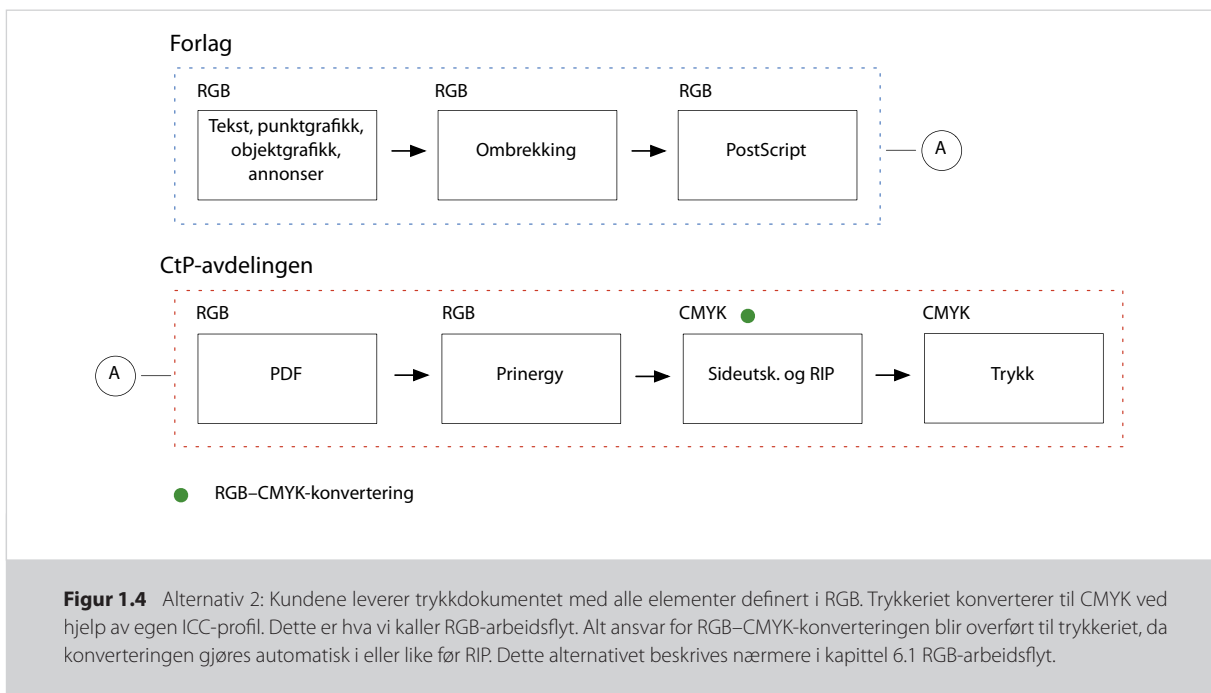 Forlag
RGB
RGB
RGB
Tekst, punktgrafikk,
objektgrafikk,
annonser
Ombrekking
PostScript
A
CtP-avdelingen
RGB
RGB
CMYK
CMYK
A
PDF
Prinergy
Sideutsk. og RIP
Trykk
RGB–CMYK-konvertering
Figur 1.4 Alternativ 2: Kundene leverer trykkdokumentet med alle elementer definert i RGB. Trykkeriet konverterer til CMYK ved
hjelp av egen ICC-profil. Dette er hva vi kaller RGB-arbeidsflyt. Alt ansvar for RGB–CMYK-konverteringen blir overført til trykkeriet, da
konverteringen gjøres automatisk i eller like før RIP. Dette alternativet beskrives nærmere i kapittel 6.1 RGB-arbeidsflyt.